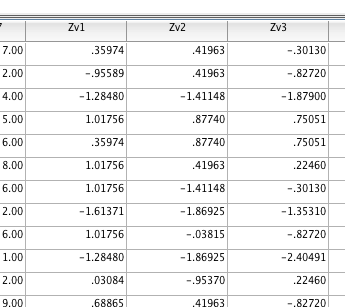 Zv1 Zv2 Zv3
7.00 .35974 .41963 -.30130
2.00 -.95589 .41963 -.82720
4.00 -1.28480 -1.41148 -1.87900
5.00 1.01756 .87740 .75051
6.00 .35974 .87740 .75051
8.00 1.01756 .41963 .22460
6.00 1.01756 -1.41148 -.30130
2.00 -1.61371 -1.86925 -1.35310
6.00 1.01756 -.03815 -.82720
1.00 -1.28480 -1.86925 -2.40491
2.00 .03084 -.95370 .22460
9.00 .68865 .41963 -.82720